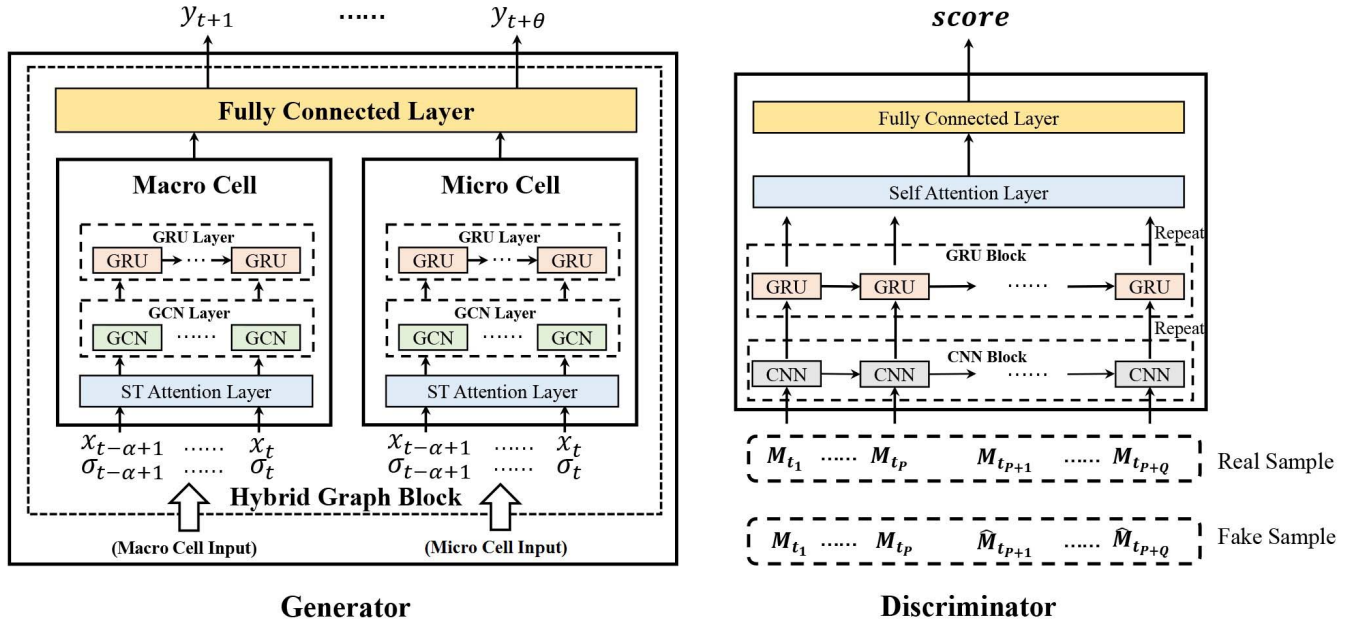 y_{t+1} ...... y_{t+θ}
Fully Connected Layer
Macro Cell
GRU Layer
GRU ... GRU
GCN Layer
GCN ...... GCN
ST Attention Layer
x_{t-α+1} ...... x_t
σ_{t-α+1} ...... σ_t
Micro Cell
GRU Layer
GRU ... GRU
GCN Layer
GCN ...... GCN
ST Attention Layer
x_{t-α+1} ...... x_t
σ_{t-α+1} ...... σ_t
Hybrid Graph Block
(Macro Cell Input)
(Micro Cell Input)
Generator
score
Fully Connected Layer
Self Attention Layer
Repeat
GRU Block
GRU GRU ...... GRU
Repeat
CNN Block
CNN CNN ...... CNN
M_{t_1} ...... M_{t_P} M_{t_{P+1}} ...... M_{t_{P+Q}} Real Sample
M_{t_1} ...... M_{t_P} M̂_{t_{P+1}} ...... M̂_{t_{P+Q}} Fake Sample
Discriminator